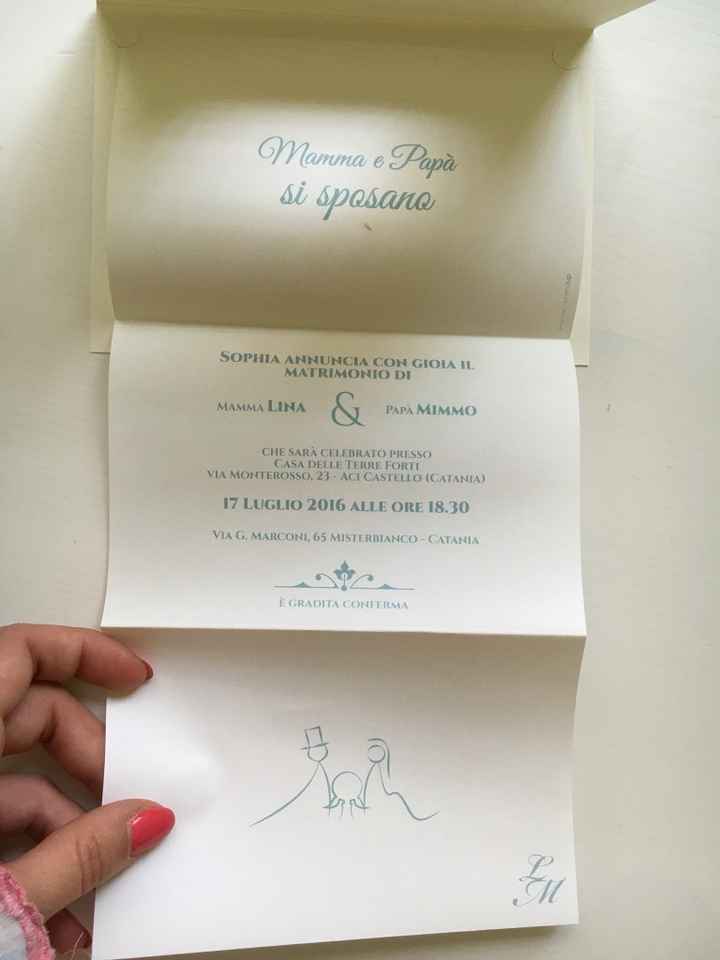 Mamma e Papà
si sposano
Sophia annuncia con gioia il
matrimonio di
Mamma Lina & Papà Mimmo
che sarà celebrato presso
Casa delle Terre Forti
via Monterosso, 23 - Aci Castello (Catania)
17 Luglio 2016 alle ore 18.30
Via G. Marconi, 65 Misterbianco - Catania
È gradita conferma
L
M